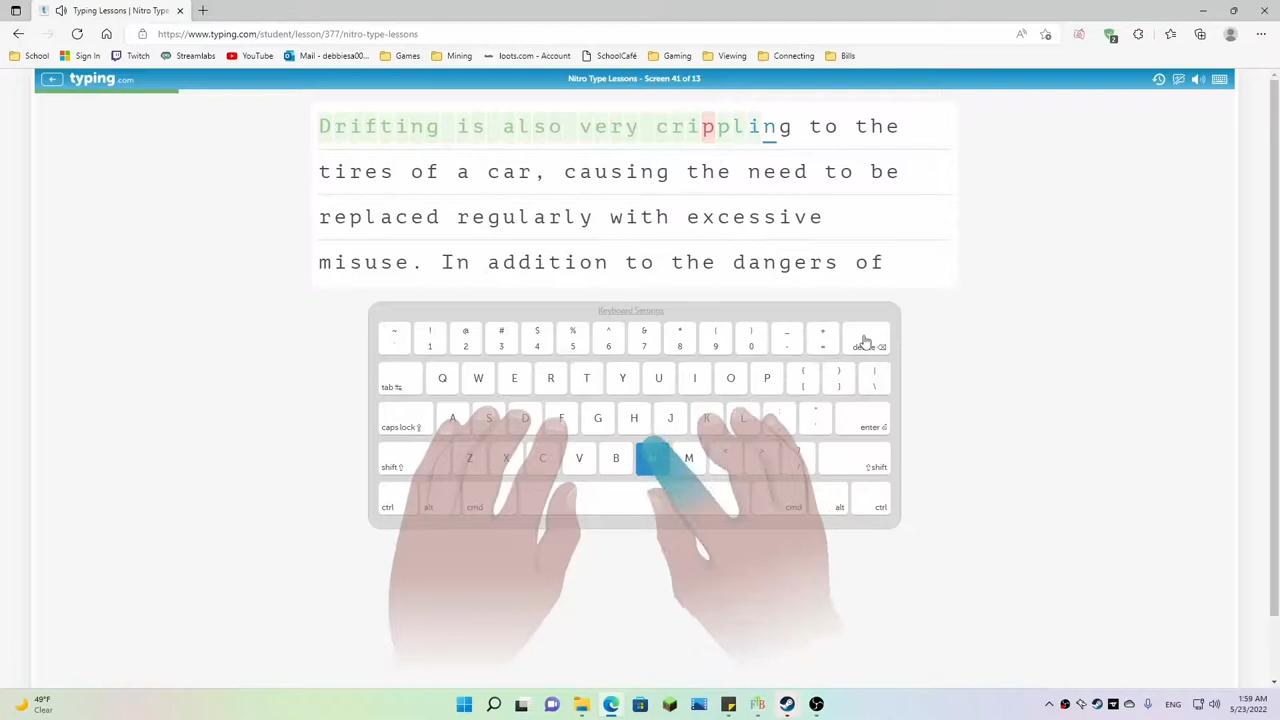 Typing Lessons | Nitro Type
https://www.typing.com/student/lesson/377/nitro-type-lessons
School Sign In Twitch Streamlabs YouTube Mail - debbiesa00... Games Mining loots.com - Account SchoolCafé Gaming Viewing Connecting Bills
typing.com
Nitro Type Lessons - Screen 41 of 13
Drifting is also very crippling to the
tires of a car, causing the need to be
replaced regularly with excessive
misuse. In addition to the dangers of
Keyboard Settings
~ ! @ # $ % ^ & * ( ) _ +
` 1 2 3 4 5 6 7 8 9 0 - =
tab Q W E R T Y U I O P { [ } ] | \
caps lock A S D F G H J K L enter
shift Z X C V B N M shift
ctrl alt cmd cmd alt ctrl
49°F
Clear
ENG
1:59 AM
5/23/2022